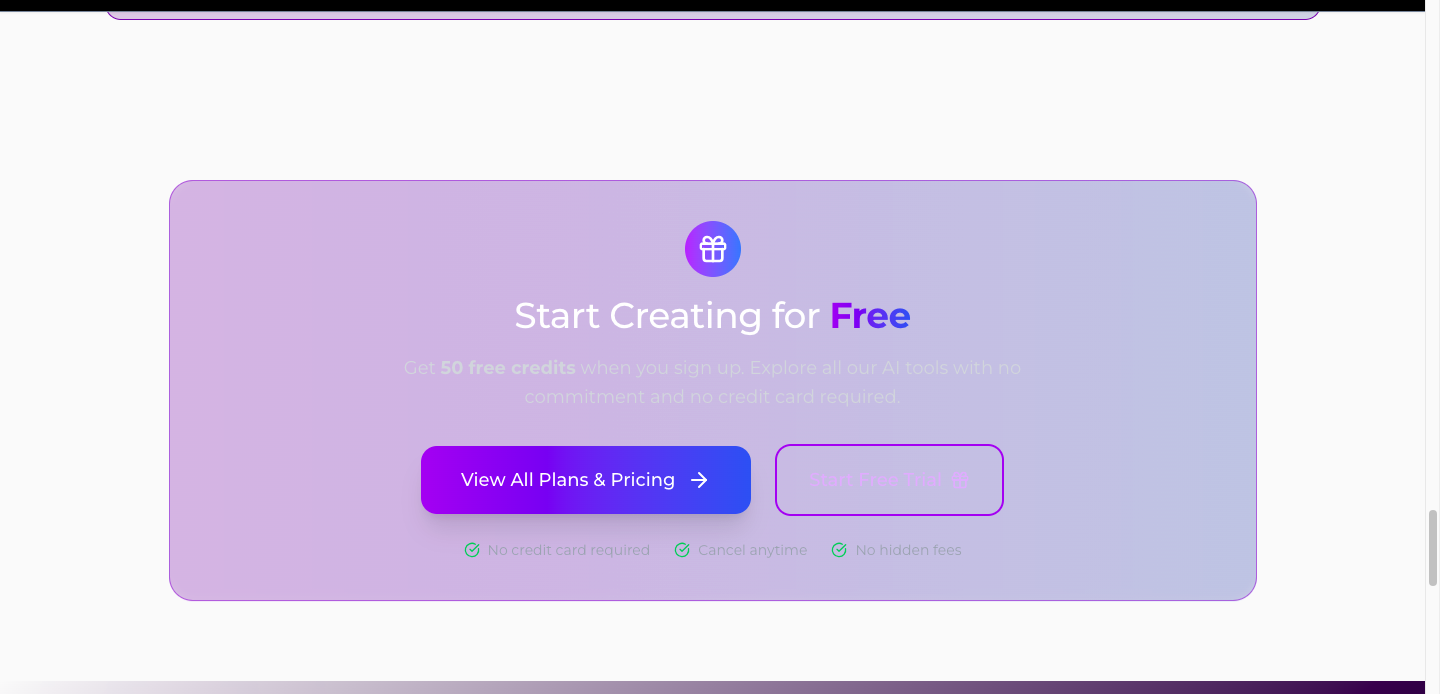 Start Creating for Free
Get 50 free credits when you sign up. Explore all our AI tools with no
commitment and no credit card required.
View All Plans & Pricing
Start Free Trial
No credit card required
Cancel anytime
No hidden fees